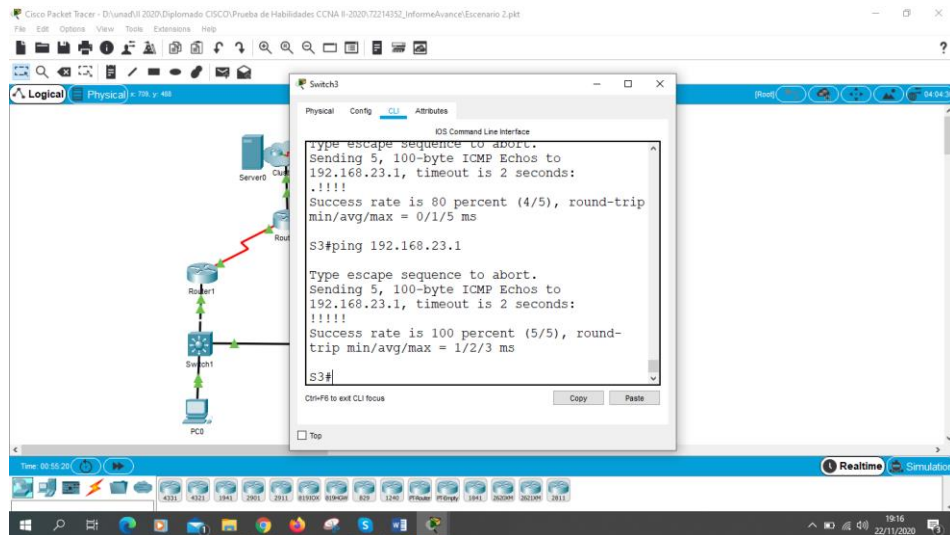 Cisco Packet Tracer - D:\unad\II 2020\Diplomado CISCO\Prueba de Habilidades CCNA II-2020\72214352_InformeAvance\Escenario 2.pkt
File Edit Options View Tools Extensions Help
?
Logical Physical x: 709, y: 468 [Root] 04:04:3
Switch3
Physical Config CLI Attributes
IOS Command Line Interface
Type escape sequence to abort.
Sending 5, 100-byte ICMP Echos to
192.168.23.1, timeout is 2 seconds:
.!!!!
Success rate is 80 percent (4/5), round-trip
min/avg/max = 0/1/5 ms
S3#ping 192.168.23.1
Type escape sequence to abort.
Sending 5, 100-byte ICMP Echos to
192.168.23.1, timeout is 2 seconds:
!!!!!
Success rate is 100 percent (5/5), round-
trip min/avg/max = 1/2/3 ms
S3#
Ctrl+F6 to exit CLI focus Copy Paste
Top
Server0 Clus
Rout
Router1
Switch1
PC0
Time: 00:55:20 Realtime Simulation
4331 4321 1941 2901 2911 819IOX 819HGW 829 1240 PT-Router PT-Empty 1841 2620XM 2621XM 2811
19:16
22/11/2020